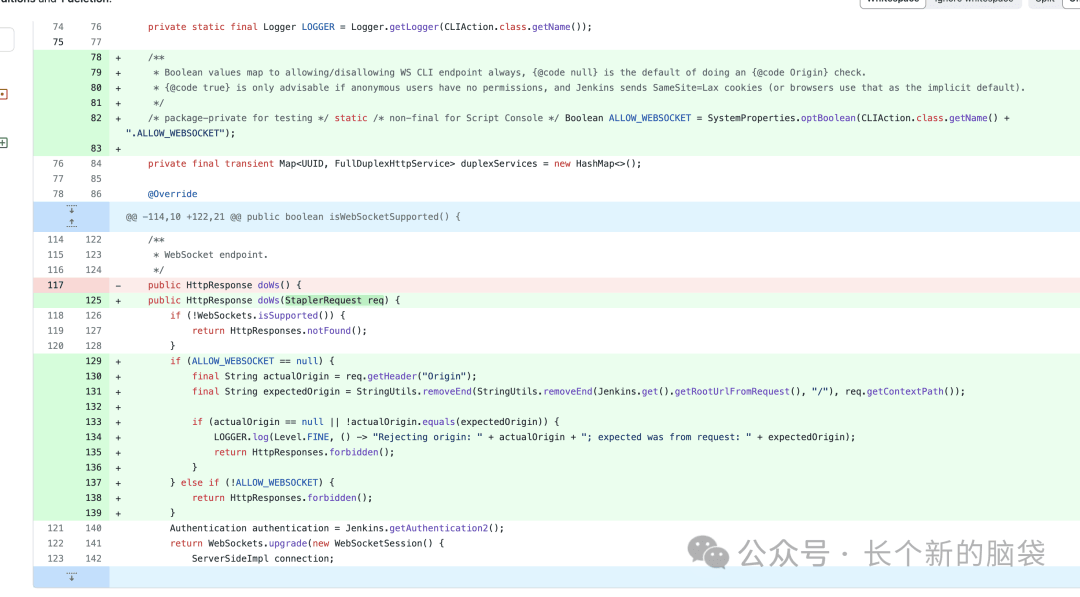 ditions and 1 deletion.
Whitespace Ignore whitespace Split
74 76 private static final Logger LOGGER = Logger.getLogger(CLIAction.class.getName());
75 77
78 + /**
79 + * Boolean values map to allowing/disallowing WS CLI endpoint always, {@code null} is the default of doing an {@code Origin} check.
80 + * {@code true} is only advisable if anonymous users have no permissions, and Jenkins sends SameSite=Lax cookies (or browsers use that as the implicit default).
81 + */
82 + /* package-private for testing */ static /* non-final for Script Console */ Boolean ALLOW_WEBSOCKET = SystemProperties.optBoolean(CLIAction.class.getName() +
".ALLOW_WEBSOCKET");
83 +
76 84 private final transient Map<UUID, FullDuplexHttpService> duplexServices = new HashMap<>();
77 85
78 86 @Override
@@ -114,10 +122,21 @@ public boolean isWebSocketSupported() {
114 122 /**
115 123 * WebSocket endpoint.
116 124 */
117 - public HttpResponse doWs() {
125 + public HttpResponse doWs(StaplerRequest req) {
118 126 if (!WebSockets.isSupported()) {
119 127 return HttpResponses.notFound();
120 128 }
129 + if (ALLOW_WEBSOCKET == null) {
130 + final String actualOrigin = req.getHeader("Origin");
131 + final String expectedOrigin = StringUtils.removeEnd(StringUtils.removeEnd(Jenkins.get().getRootUrlFromRequest(), "/"), req.getContextPath());
132 +
133 + if (actualOrigin == null || !actualOrigin.equals(expectedOrigin)) {
134 + LOGGER.log(Level.FINE, () -> "Rejecting origin: " + actualOrigin + "; expected was from request: " + expectedOrigin);
135 + return HttpResponses.forbidden();
136 + }
137 + } else if (!ALLOW_WEBSOCKET) {
138 + return HttpResponses.forbidden();
139 + }
121 140 Authentication authentication = Jenkins.getAuthentication2();
122 141 return WebSockets.upgrade(new WebSocketSession() {
123 142 ServerSideImpl connection;
公众号 · 长个新的脑袋